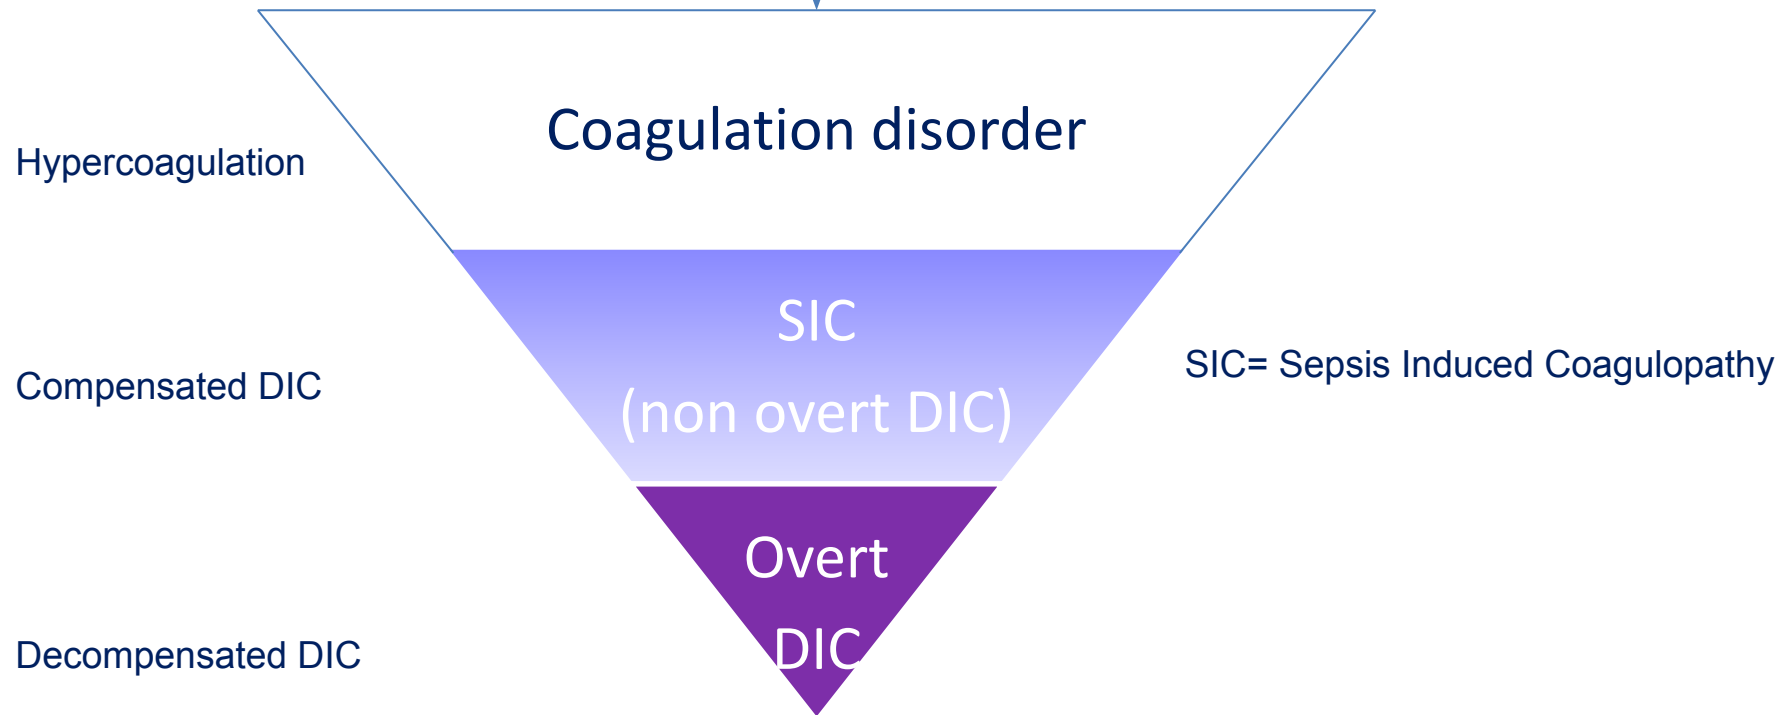 Coagulation disorder
Hypercoagulation
SIC
SIC= Sepsis Induced Coagulopathy
Compensated DIC
(non overt DIC)
Overt
DIC
Decompensated DIC